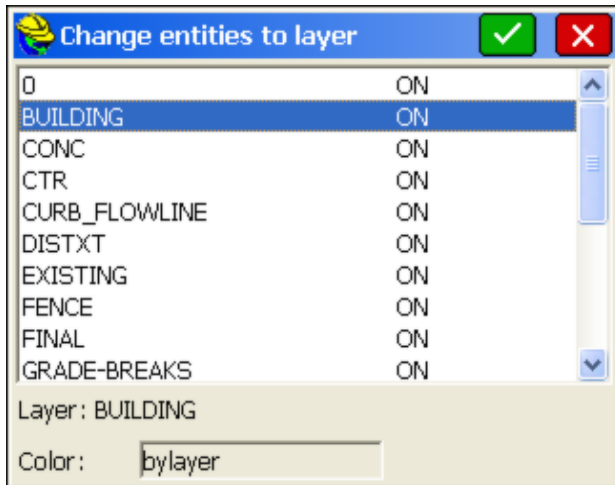 Change entities to layer
0 ON
BUILDING ON
CONC ON
CTR ON
CURB_FLOWLINE ON
DISTXT ON
EXISTING ON
FENCE ON
FINAL ON
GRADE-BREAKS ON
Layer: BUILDING
Color: bylayer